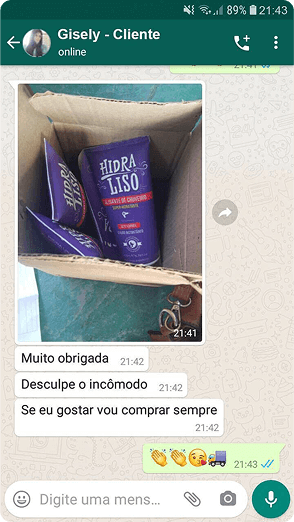 89% 21:43
Gisely - Cliente
online
21:41
HIDRA
LISO
21:41
Muito obrigada 21:42
Desculpe o incômodo 21:42
Se eu gostar vou comprar sempre
21:42
👏👏😘🚚 21:43
Digite uma mens...